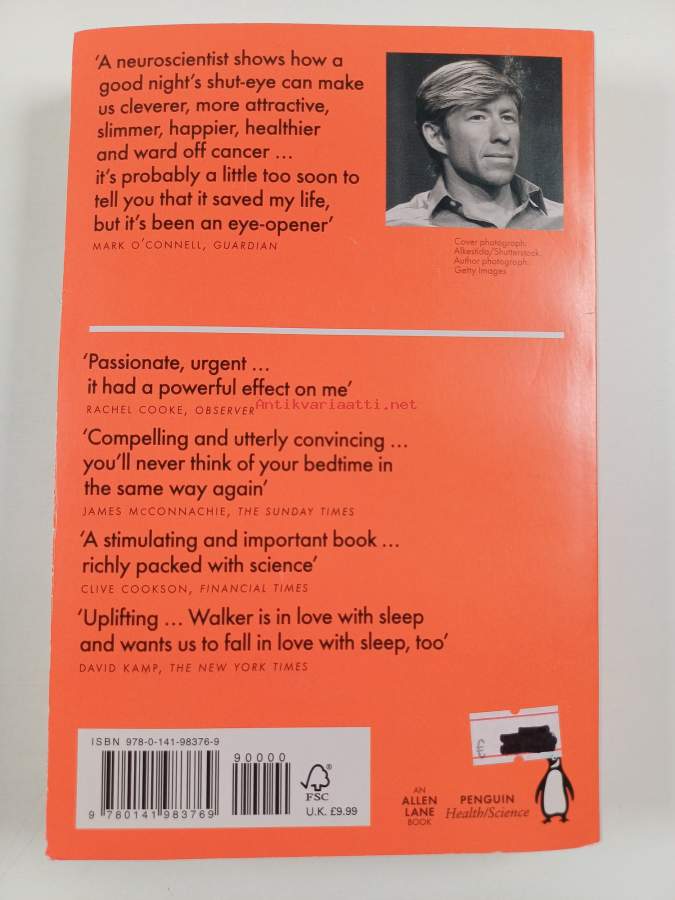 ‘A neuroscientist shows how a
good night’s shut-eye can make
us cleverer, more attractive,
slimmer, happier, healthier
and ward off cancer ...
it’s probably a little too soon to
tell you that it saved my life,
but it’s been an eye-opener’
MARK O’CONNELL, GUARDIAN
Cover photograph:
Alkestida/Shutterstock.
Author photograph:
Getty Images
‘Passionate, urgent ...
it had a powerful effect on me’
RACHEL COOKE, OBSERVER
Antikvariaatti.net
‘Compelling and utterly convincing ...
you’ll never think of your bedtime in
the same way again’
JAMES McCONNACHIE, THE SUNDAY TIMES
‘A stimulating and important book ...
richly packed with science’
CLIVE COOKSON, FINANCIAL TIMES
‘Uplifting ... Walker is in love with sleep
and wants us to fall in love with sleep, too’
DAVID KAMP, THE NEW YORK TIMES
ISBN 978-0-141-98376-9
90000
9 780141 983769
FSC
U.K. £9.99
AN
ALLEN
LANE
BOOK
PENGUIN
Health/Science